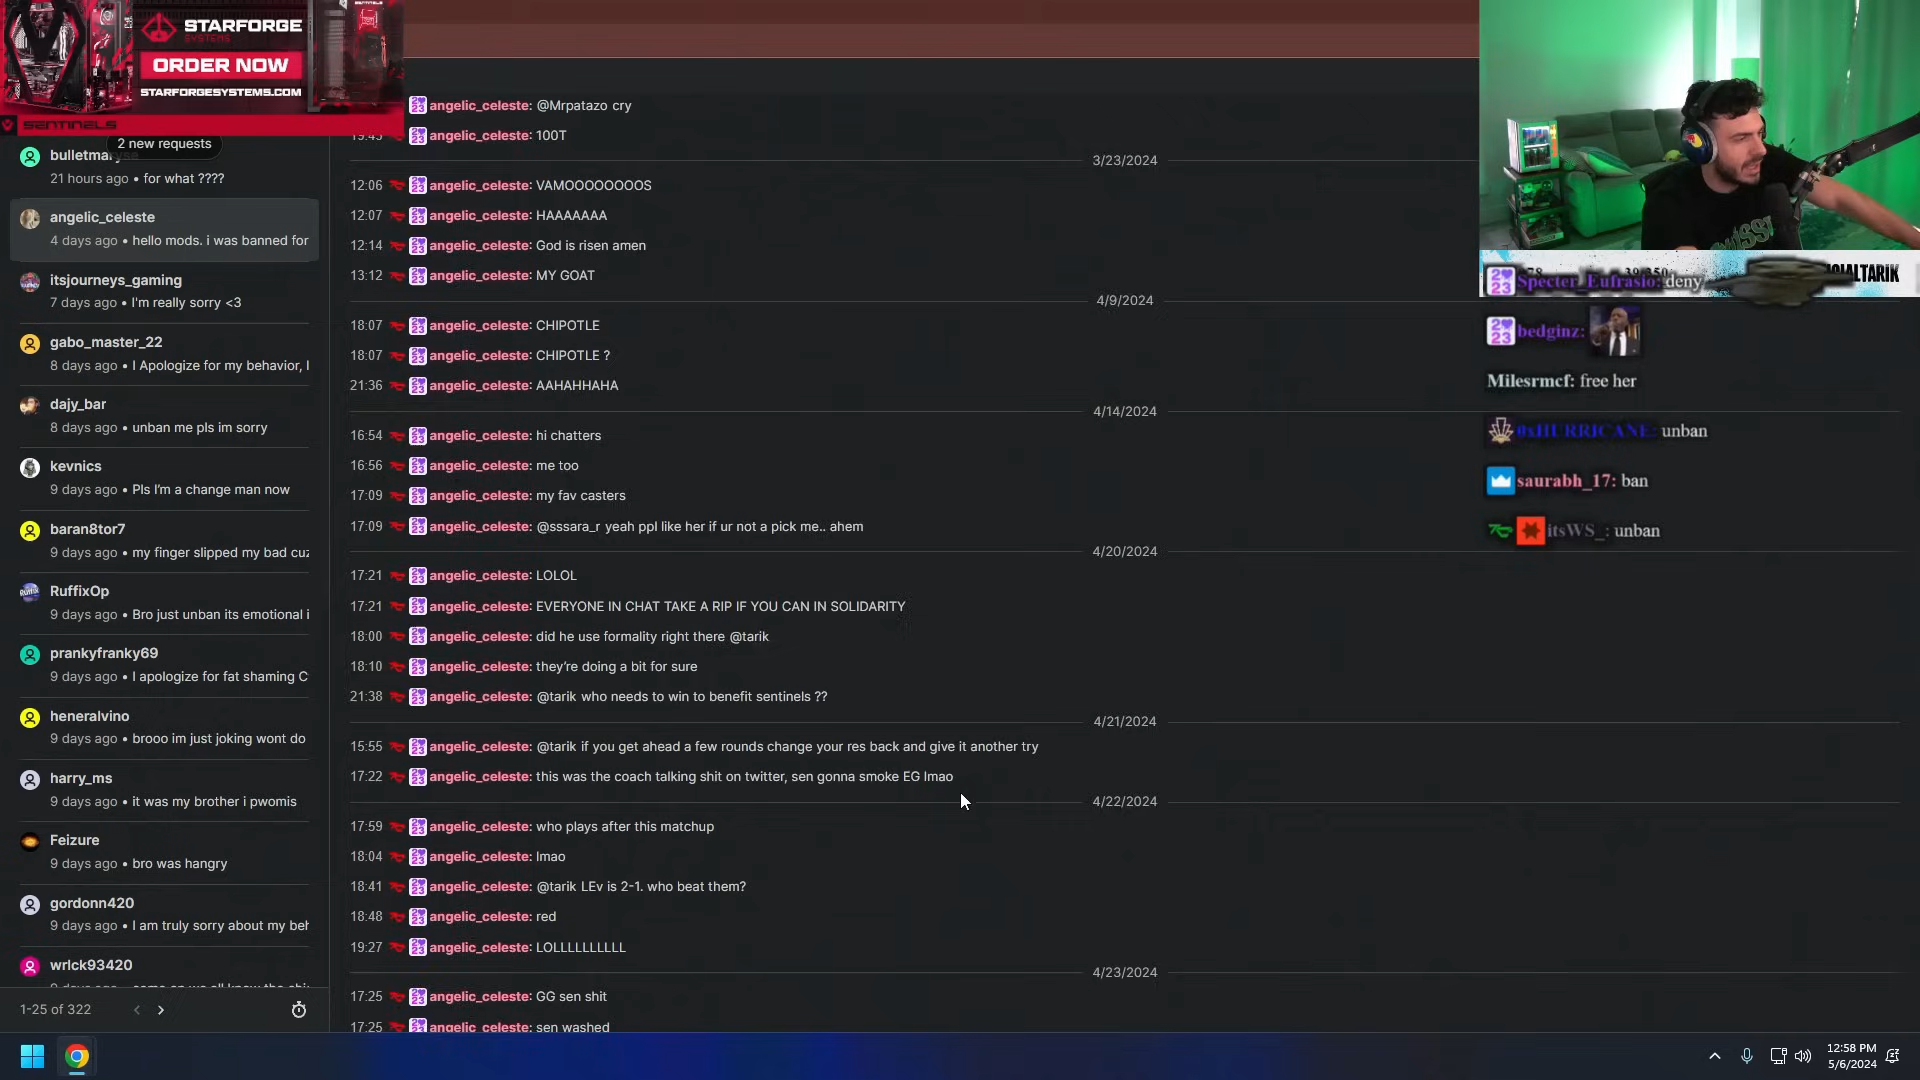 STARFORGE
SYSTEMS
ORDER NOW
STARFORGESYSTEMS.COM
SENTINELS
2 new requests
21 hours ago • for what ????
angelic_celeste
4 days ago • hello mods. i was banned for
itsjourneys_gaming
7 days ago • I'm really sorry <3
gabo_master_22
8 days ago • I Apologize for my behavior, I
dajy_bar
8 days ago • unban me pls im sorry
kevnics
9 days ago • Pls I'm a change man now
baran8tor7
9 days ago • my finger slipped my bad cuz
RuffixOp
9 days ago • Bro just unban its emotional i
prankyfranky69
9 days ago • I apologize for fat shaming C
heneralvino
9 days ago • brooo im just joking wont do
harry_ms
9 days ago • it was my brother i pwomis
Feizure
9 days ago • bro was hangry
gordonn420
9 days ago • I am truly sorry about my beh
wrlck93420
1-25 of 322
angelic_celeste: @Mrpatazo cry
19:43 angelic_celeste: 100T
3/23/2024
12:06 angelic_celeste: VAMOOOOOOOOS
12:07 angelic_celeste: HAAAAAAA
12:14 angelic_celeste: God is risen amen
13:12 angelic_celeste: MY GOAT
4/9/2024
18:07 angelic_celeste: CHIPOTLE
18:07 angelic_celeste: CHIPOTLE ?
21:36 angelic_celeste: AAHAHHAHA
4/14/2024
16:54 angelic_celeste: hi chatters
16:56 angelic_celeste: me too
17:09 angelic_celeste: my fav casters
17:09 angelic_celeste: @sssara_r yeah ppl like her if ur not a pick me.. ahem
4/20/2024
17:21 angelic_celeste: LOLOL
17:21 angelic_celeste: EVERYONE IN CHAT TAKE A RIP IF YOU CAN IN SOLIDARITY
18:00 angelic_celeste: did he use formality right there @tarik
18:10 angelic_celeste: they're doing a bit for sure
21:38 angelic_celeste: @tarik who needs to win to benefit sentinels ??
4/21/2024
15:55 angelic_celeste: @tarik if you get ahead a few rounds change your res back and give it another try
17:22 angelic_celeste: this was the coach talking shit on twitter, sen gonna smoke EG lmao
4/22/2024
17:59 angelic_celeste: who plays after this matchup
18:04 angelic_celeste: lmao
18:41 angelic_celeste: @tarik LEv is 2-1. who beat them?
18:48 angelic_celeste: red
19:27 angelic_celeste: LOLLLLLLLLLL
4/23/2024
17:25 angelic_celeste: GG sen shit
17:25 angelic_celeste: sen washed
Specter_Eufrasio: deny
bedginz:
Milesrmcf: free her
0xHURRICANE: unban
saurabh_17: ban
itsWS_: unban
12:58 PM
5/6/2024